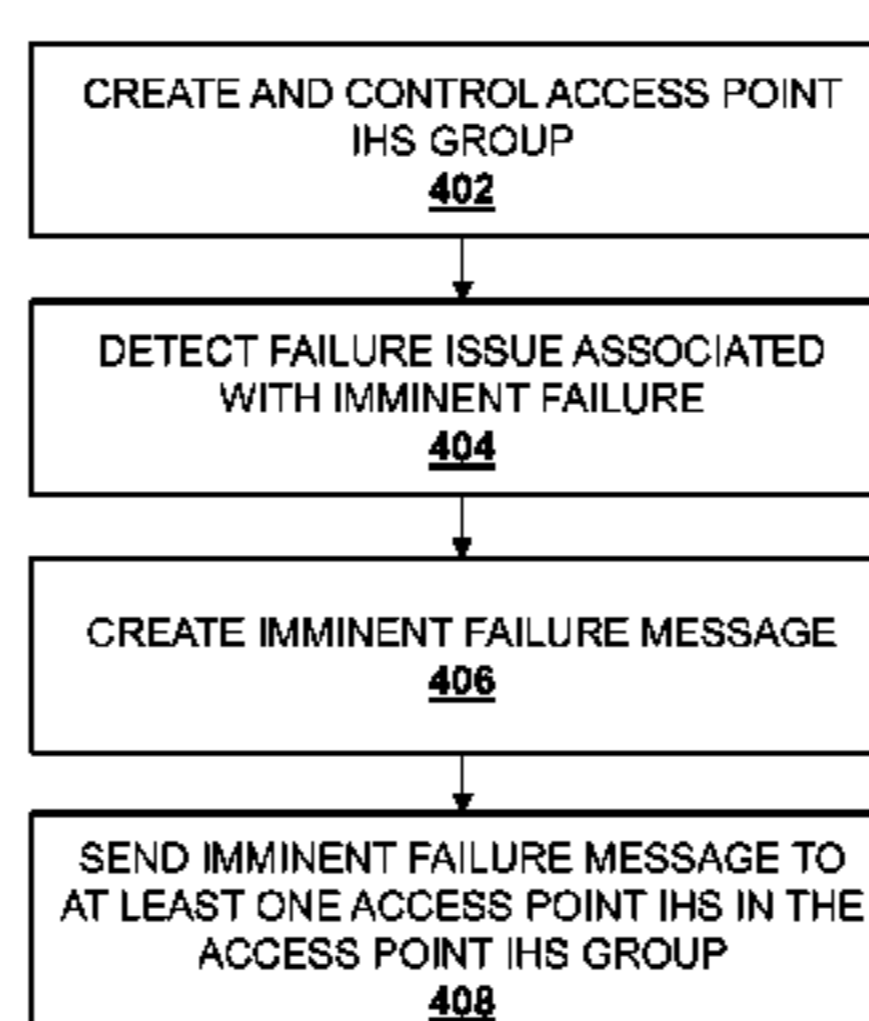 CREATE AND CONTROL ACCESS POINT
IHS GROUP
402
DETECT FAILURE ISSUE ASSOCIATED
WITH IMMINENT FAILURE
404
CREATE IMMINENT FAILURE MESSAGE
406
SEND IMMINENT FAILURE MESSAGE TO
AT LEAST ONE ACCESS POINT IHS IN THE
ACCESS POINT IHS GROUP
408